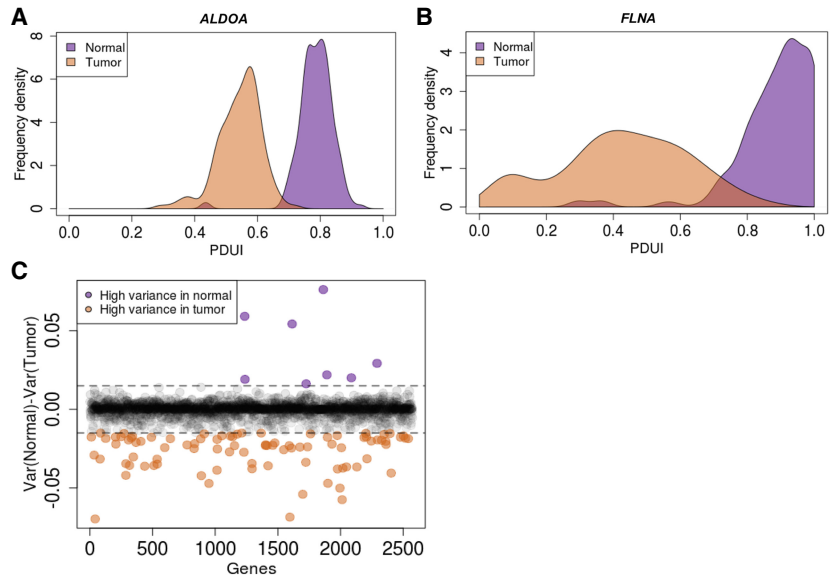 A
ALDOA
Normal
Tumor
Frequency density
0
2
4
6
8
0.0
0.2
0.4
0.6
0.8
1.0
PDUI
B
FLNA
Normal
Tumor
Frequency density
0
1
2
3
4
0.0
0.2
0.4
0.6
0.8
1.0
PDUI
C
High variance in normal
High variance in tumor
Var(Normal)-Var(Tumor)
-0.05
0.00
0.05
0
500
1000
1500
2000
2500
Genes